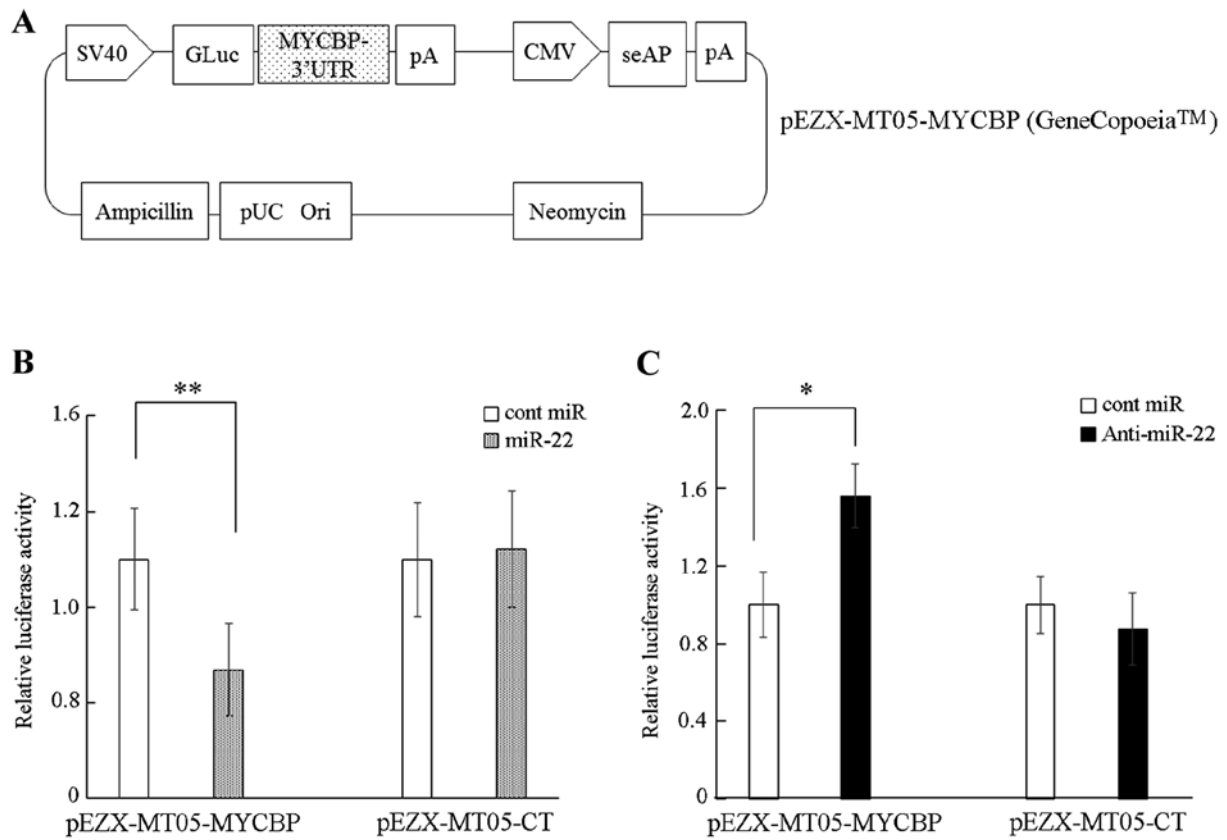 A
SV40
GLuc
MYCBP-
3'UTR
pA
CMV
seAP
pA
pEZX-MT05-MYCBP (GeneCopoeia™)
Ampicillin
pUC Ori
Neomycin
B
**
cont miR
miR-22
Relative luciferase activity
1.6
1.2
1.0
0.8
0
pEZX-MT05-MYCBP
pEZX-MT05-CT
C
*
cont miR
Anti-miR-22
Relative luciferase activity
2.0
1.6
1.2
0.8
0.4
0
pEZX-MT05-MYCBP
pEZX-MT05-CT